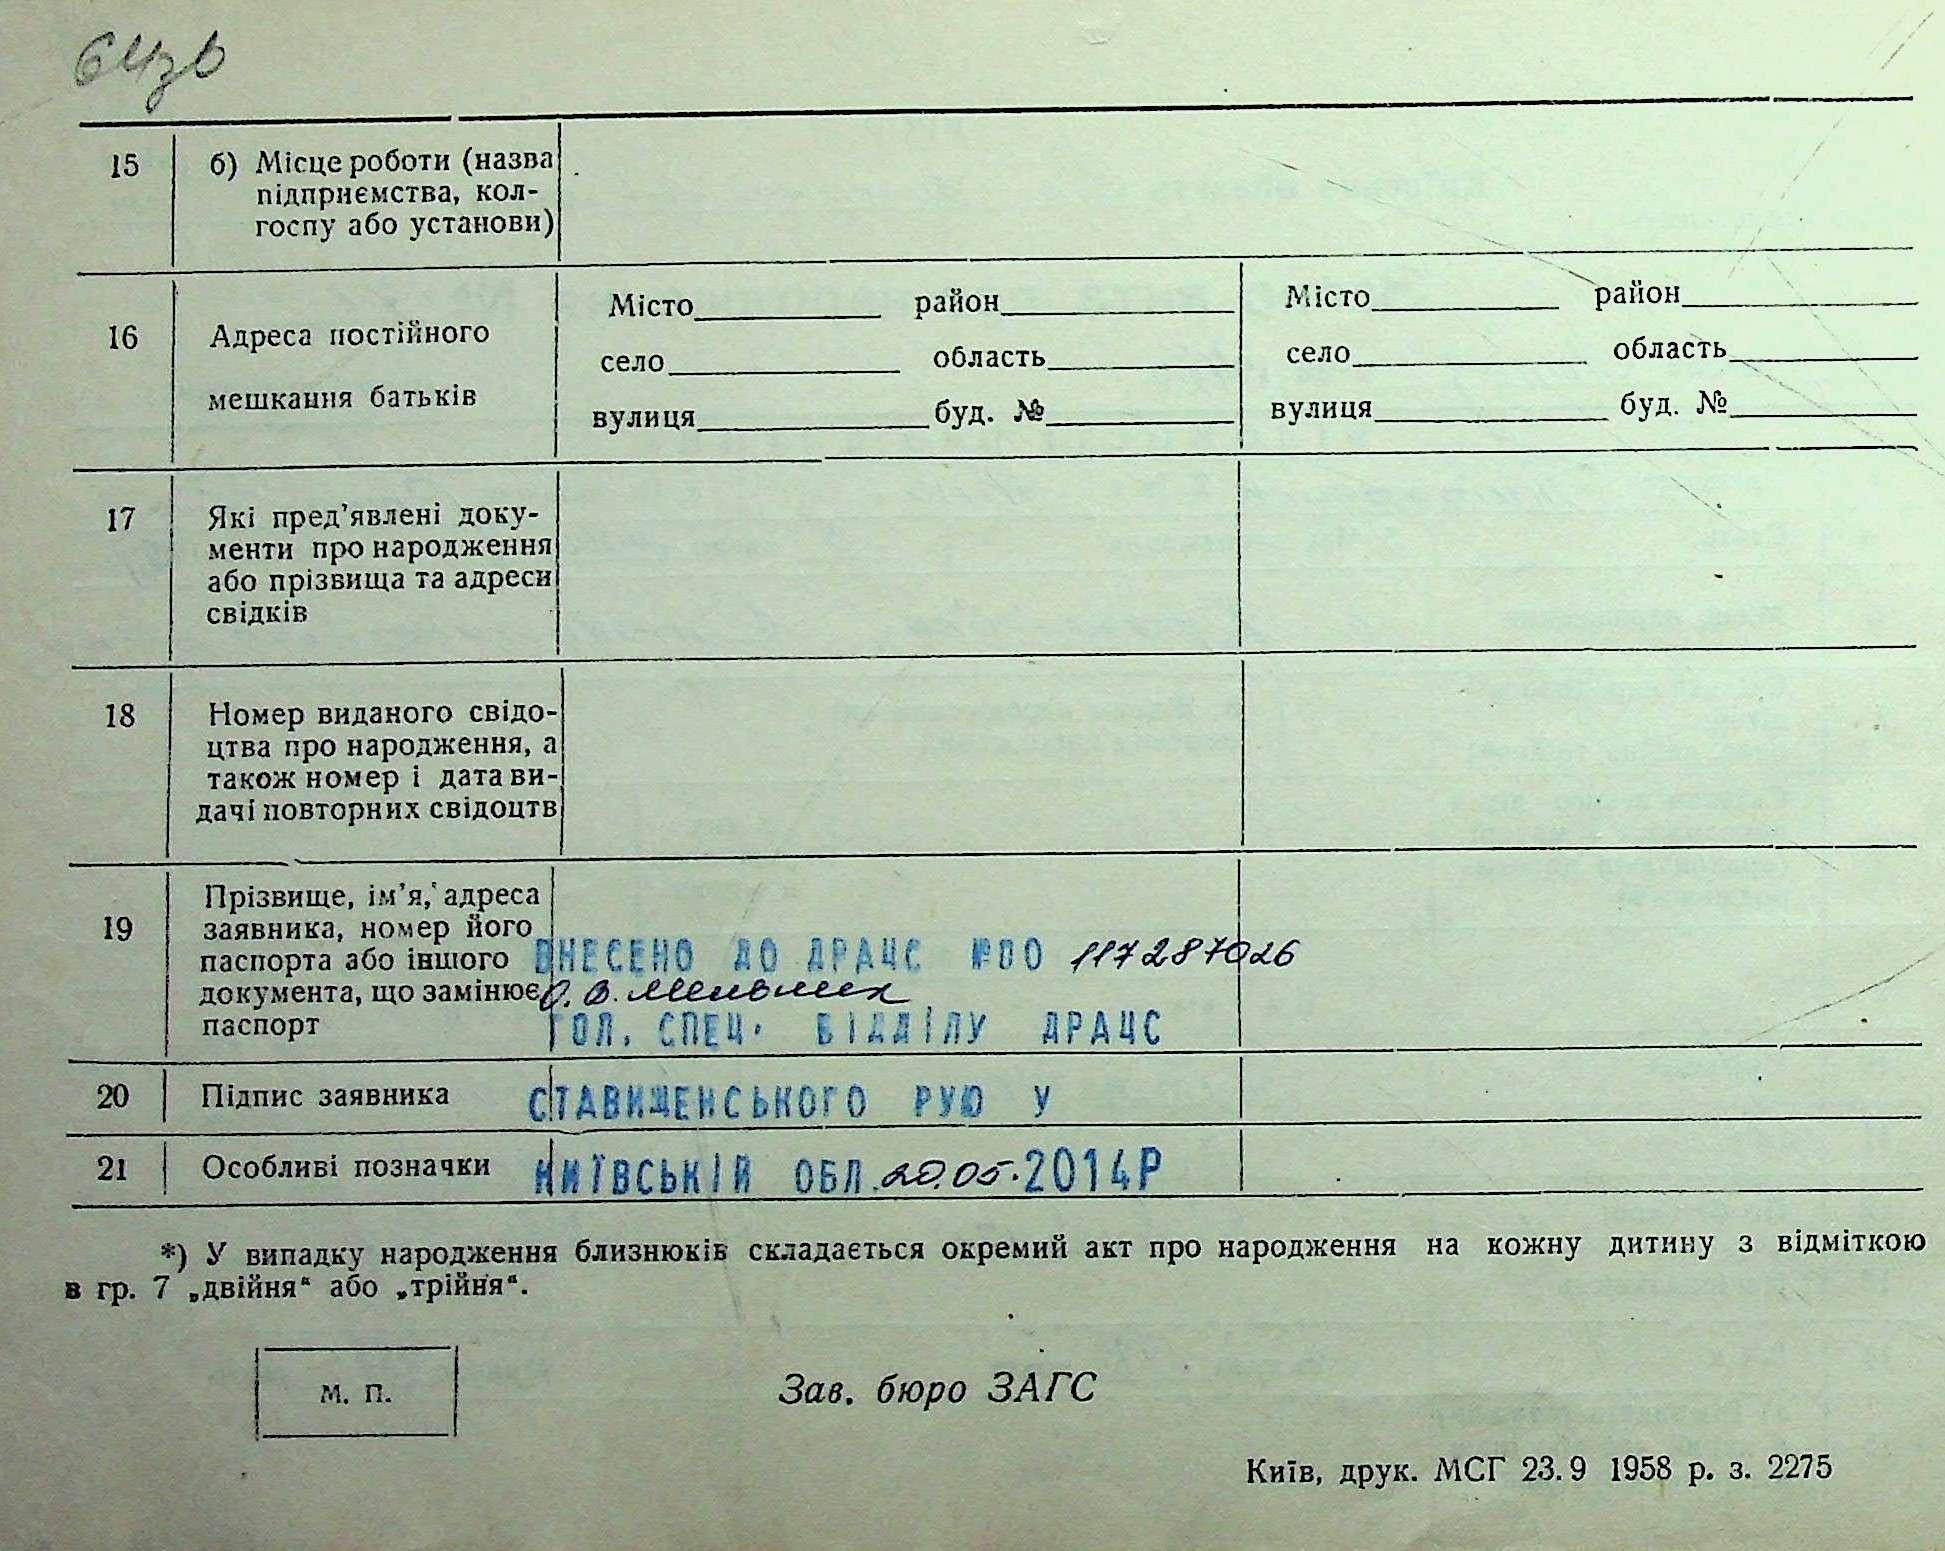 64зв
15 б) Місце роботи (назва
підприємства, кол-
госпу або установи)
Місто район Місто район
16 Адреса постійного
село область село область
мешкання батьків
вулиця буд. № вулиця буд. №
17 Які пред’явлені доку-
менти про народження
або прізвища та адреси
свідків
18 Номер виданого свідо-
цтва про народження, а
також номер і дата ви-
дачі повторних свідоцтв
Прізвище, ім’я, адреса
19 заявника, номер його
паспорта або іншого ВНЕСЕНО ДО ДРАЦС №00 117287026
документа, що замінює О. В. Мельник
паспорт ГОЛ. СПЕЦ. ВІДДІЛУ ДРАЦС
20 Підпис заявника СТАВИЩЕНСЬКОГО РУЮ У
21 Особливі позначки КИЇВСЬКІЙ ОБЛ. 20.05.2014Р
*) У випадку народження близнюків складається окремий акт про народження на кожну дитину з відміткою
в гр. 7 „двійня“ або „трійня“.
м. п. Зав. бюро ЗАГС
Київ, друк. МСГ 23.9 1958 р. з. 2275